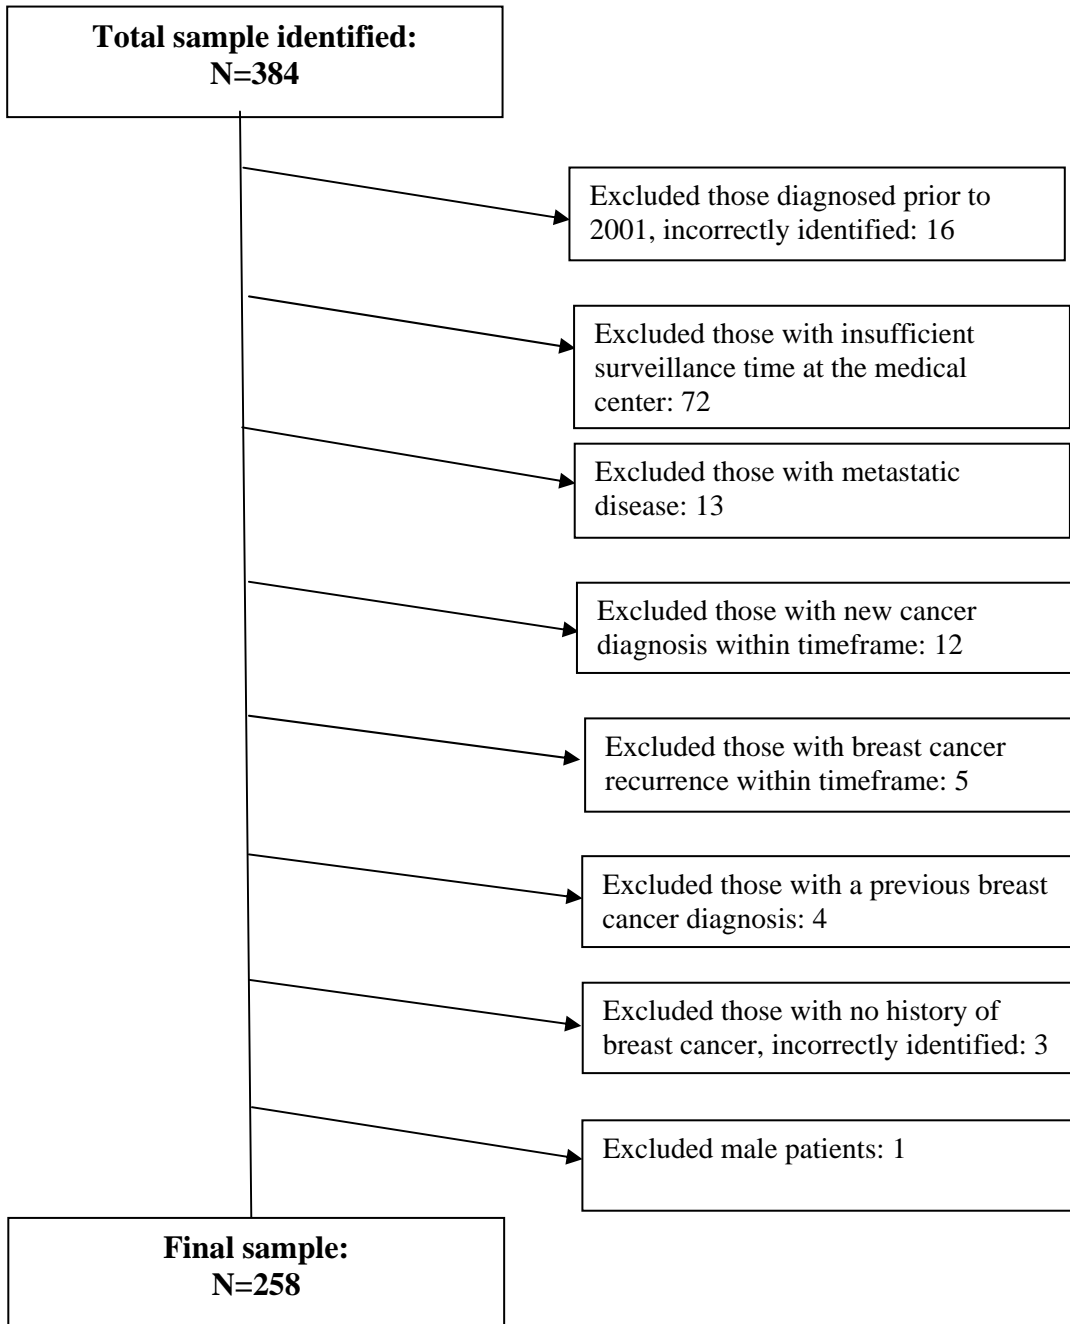 Total sample identified:
N=384
Excluded those diagnosed prior to
2001, incorrectly identified: 16
Excluded those with insufficient
surveillance time at the medical
center: 72
Excluded those with metastatic
disease: 13
Excluded those with new cancer
diagnosis within timeframe: 12
Excluded those with breast cancer
recurrence within timeframe: 5
Excluded those with a previous breast
cancer diagnosis: 4
Excluded those with no history of
breast cancer, incorrectly identified: 3
Excluded male patients: 1
Final sample:
N=258